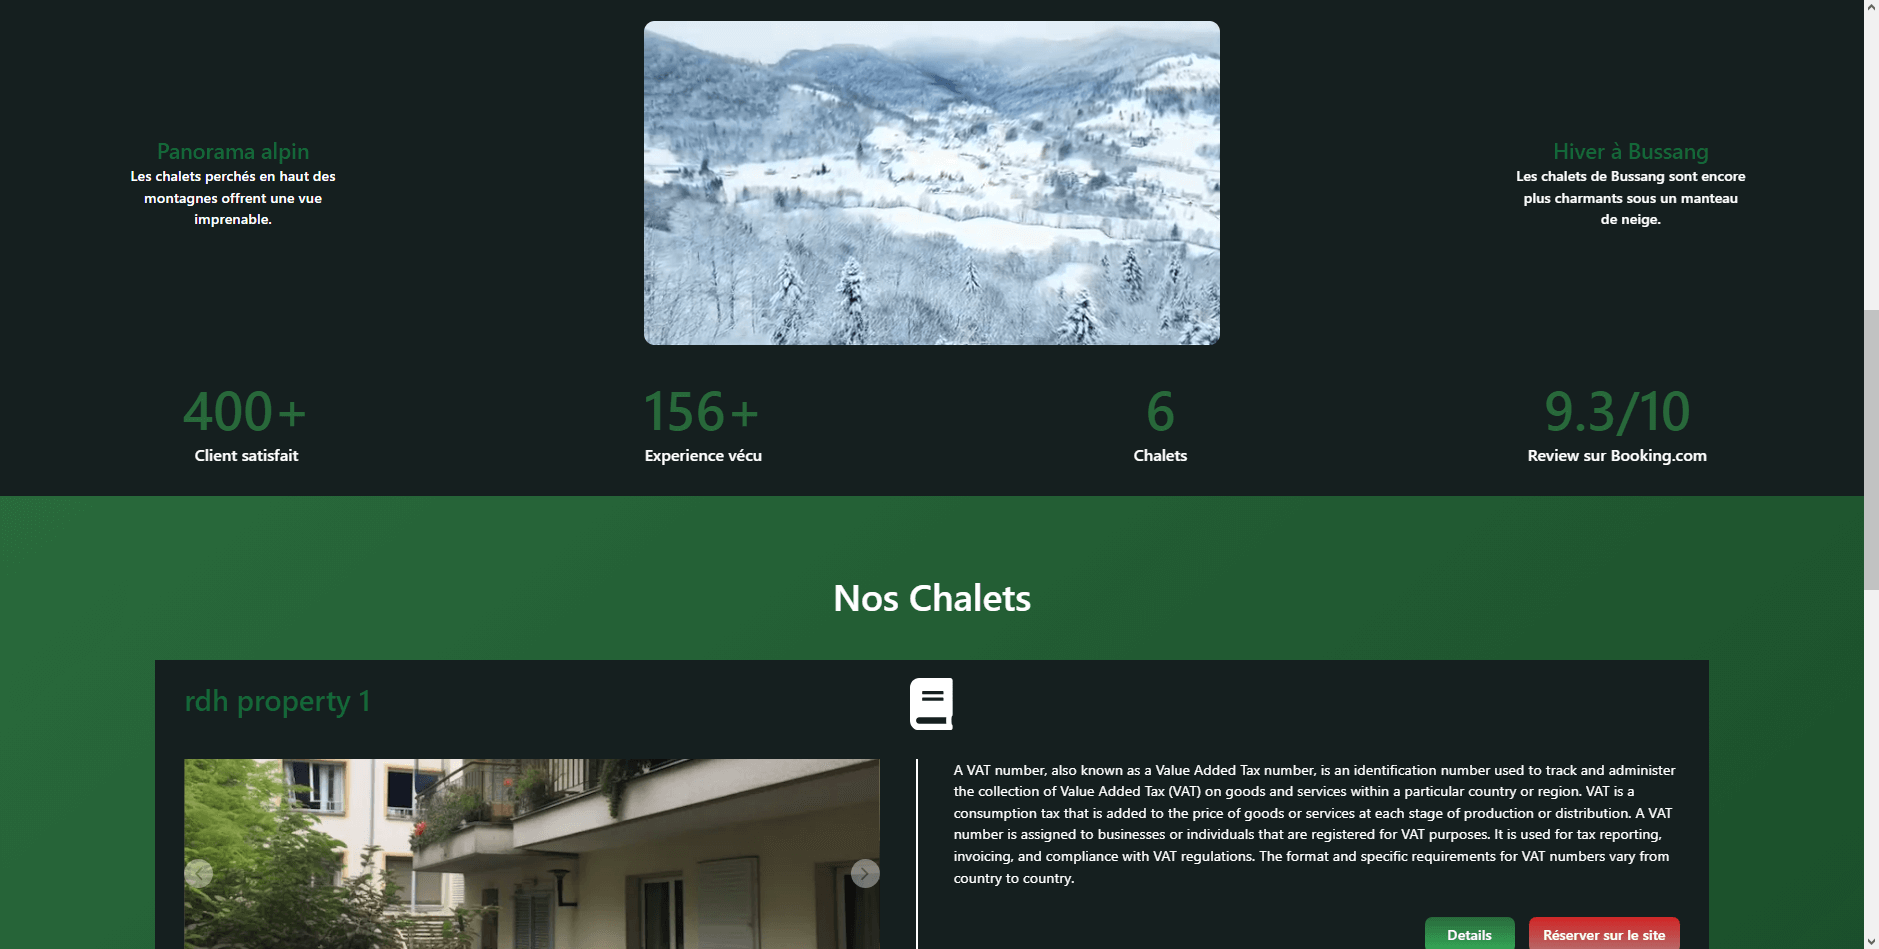 Panorama alpin
Les chalets perchés en haut des
montagnes offrent une vue
imprenable.
Hiver à Bussang
Les chalets de Bussang sont encore
plus charmants sous un manteau
de neige.
400+
Client satisfait
156+
Experience vécu
6
Chalets
9.3/10
Review sur Booking.com
Nos Chalets
rdh property 1
A VAT number, also known as a Value Added Tax number, is an identification number used to track and administer
the collection of Value Added Tax (VAT) on goods and services within a particular country or region. VAT is a
consumption tax that is added to the price of goods or services at each stage of production or distribution. A VAT
number is assigned to businesses or individuals that are registered for VAT purposes. It is used for tax reporting,
invoicing, and compliance with VAT regulations. The format and specific requirements for VAT numbers vary from
country to country.
Details
Réserver sur le site